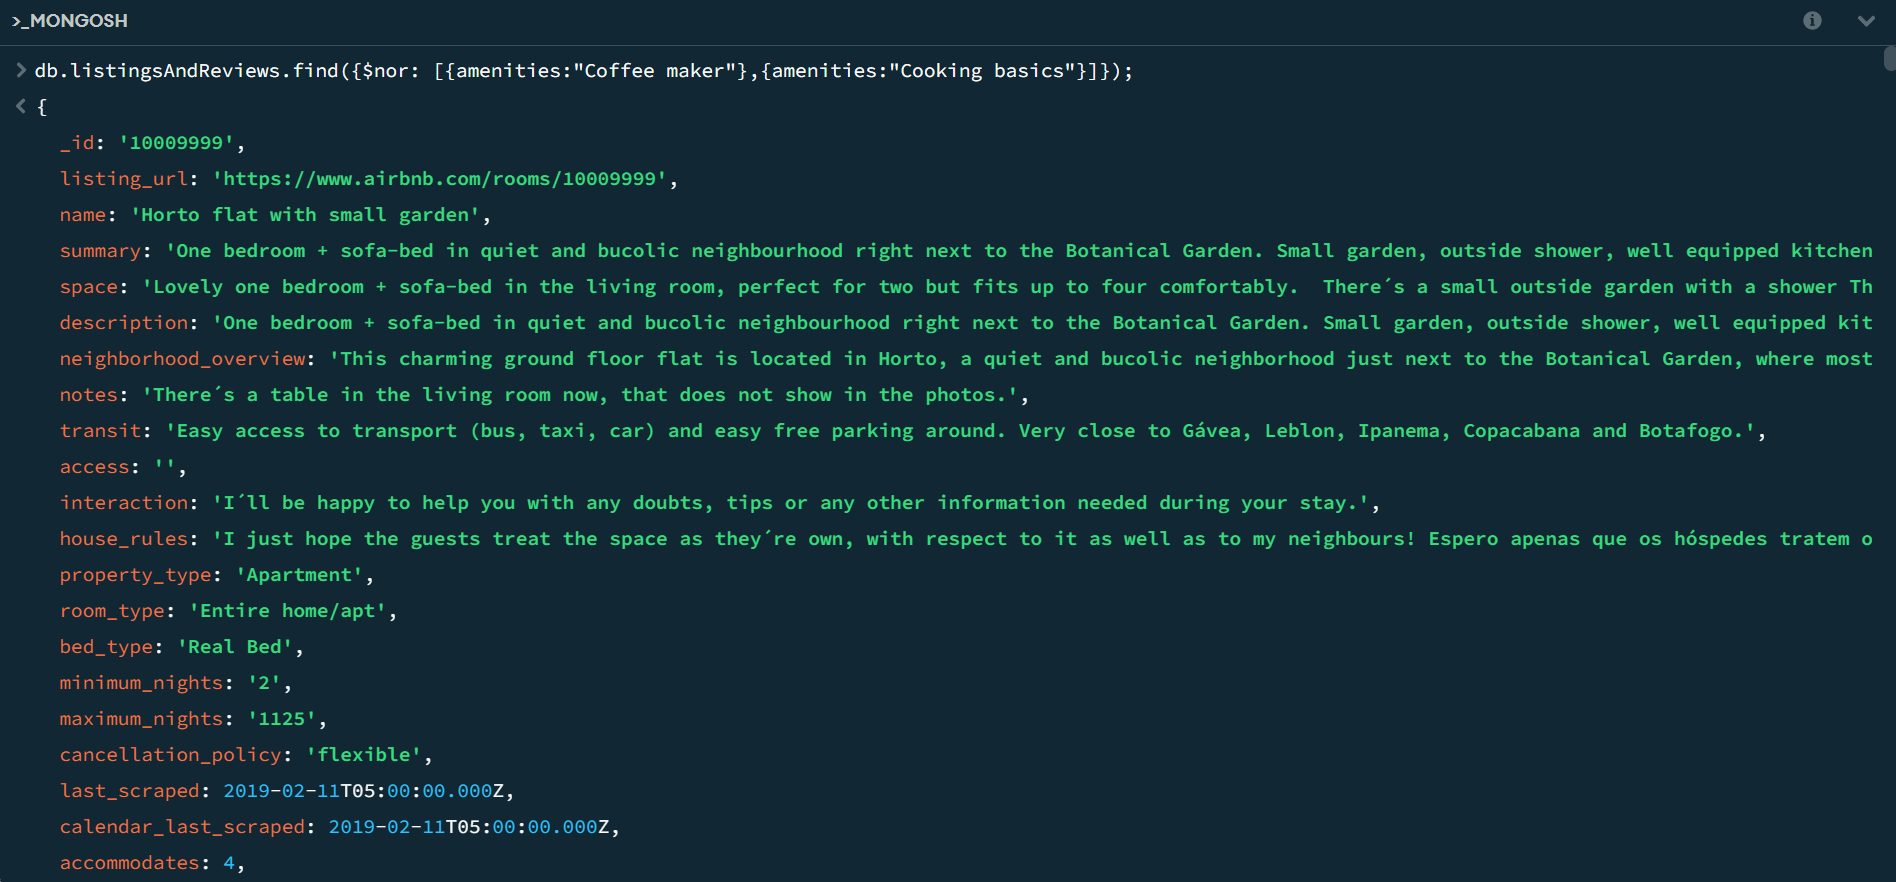 >_MONGOSH
> db.listingsAndReviews.find({$nor: [{amenities:"Coffee maker"},{amenities:"Cooking basics"}]});
< {
_id: '10009999',
listing_url: 'https://www.airbnb.com/rooms/10009999',
name: 'Horto flat with small garden',
summary: 'One bedroom + sofa-bed in quiet and bucolic neighbourhood right next to the Botanical Garden. Small garden, outside shower, well equipped kitchen
space: 'Lovely one bedroom + sofa-bed in the living room, perfect for two but fits up to four comfortably.  There´s a small outside garden with a shower Th
description: 'One bedroom + sofa-bed in quiet and bucolic neighbourhood right next to the Botanical Garden. Small garden, outside shower, well equipped kit
neighborhood_overview: 'This charming ground floor flat is located in Horto, a quiet and bucolic neighborhood just next to the Botanical Garden, where most
notes: 'There´s a table in the living room now, that does not show in the photos.',
transit: 'Easy access to transport (bus, taxi, car) and easy free parking around. Very close to Gávea, Leblon, Ipanema, Copacabana and Botafogo.',
access: '',
interaction: 'I´ll be happy to help you with any doubts, tips or any other information needed during your stay.',
house_rules: 'I just hope the guests treat the space as they´re own, with respect to it as well as to my neighbours! Espero apenas que os hóspedes tratem o
property_type: 'Apartment',
room_type: 'Entire home/apt',
bed_type: 'Real Bed',
minimum_nights: '2',
maximum_nights: '1125',
cancellation_policy: 'flexible',
last_scraped: 2019-02-11T05:00:00.000Z,
calendar_last_scraped: 2019-02-11T05:00:00.000Z,
accommodates: 4,